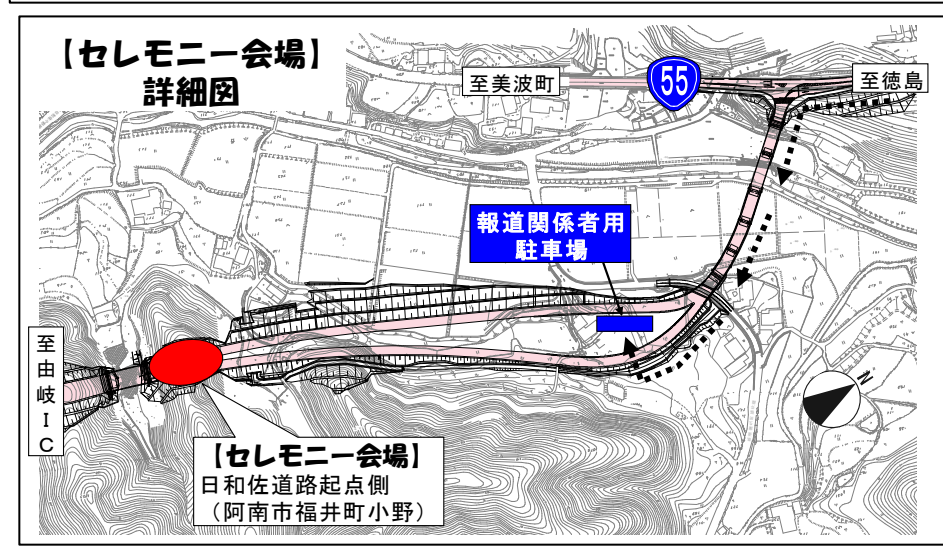 【セレモニー会場】
詳細図
至美波町
55
至徳島
報道関係者用
駐車場
至由岐IC
N
【セレモニー会場】
日和佐道路起点側
（阿南市福井町小野）